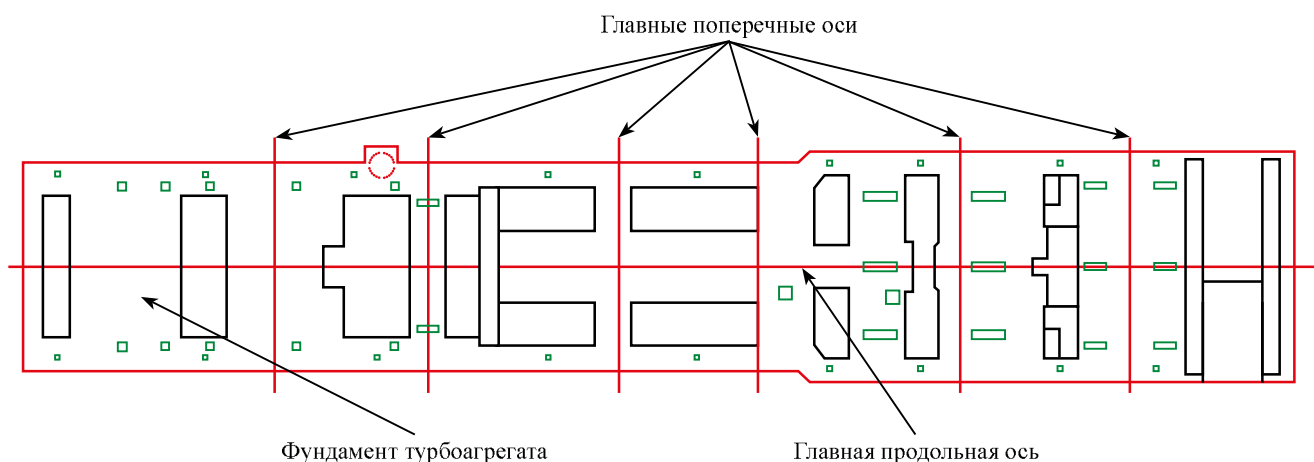 Главные поперечные оси
Фундамент турбоагрегата
Главная продольная ось